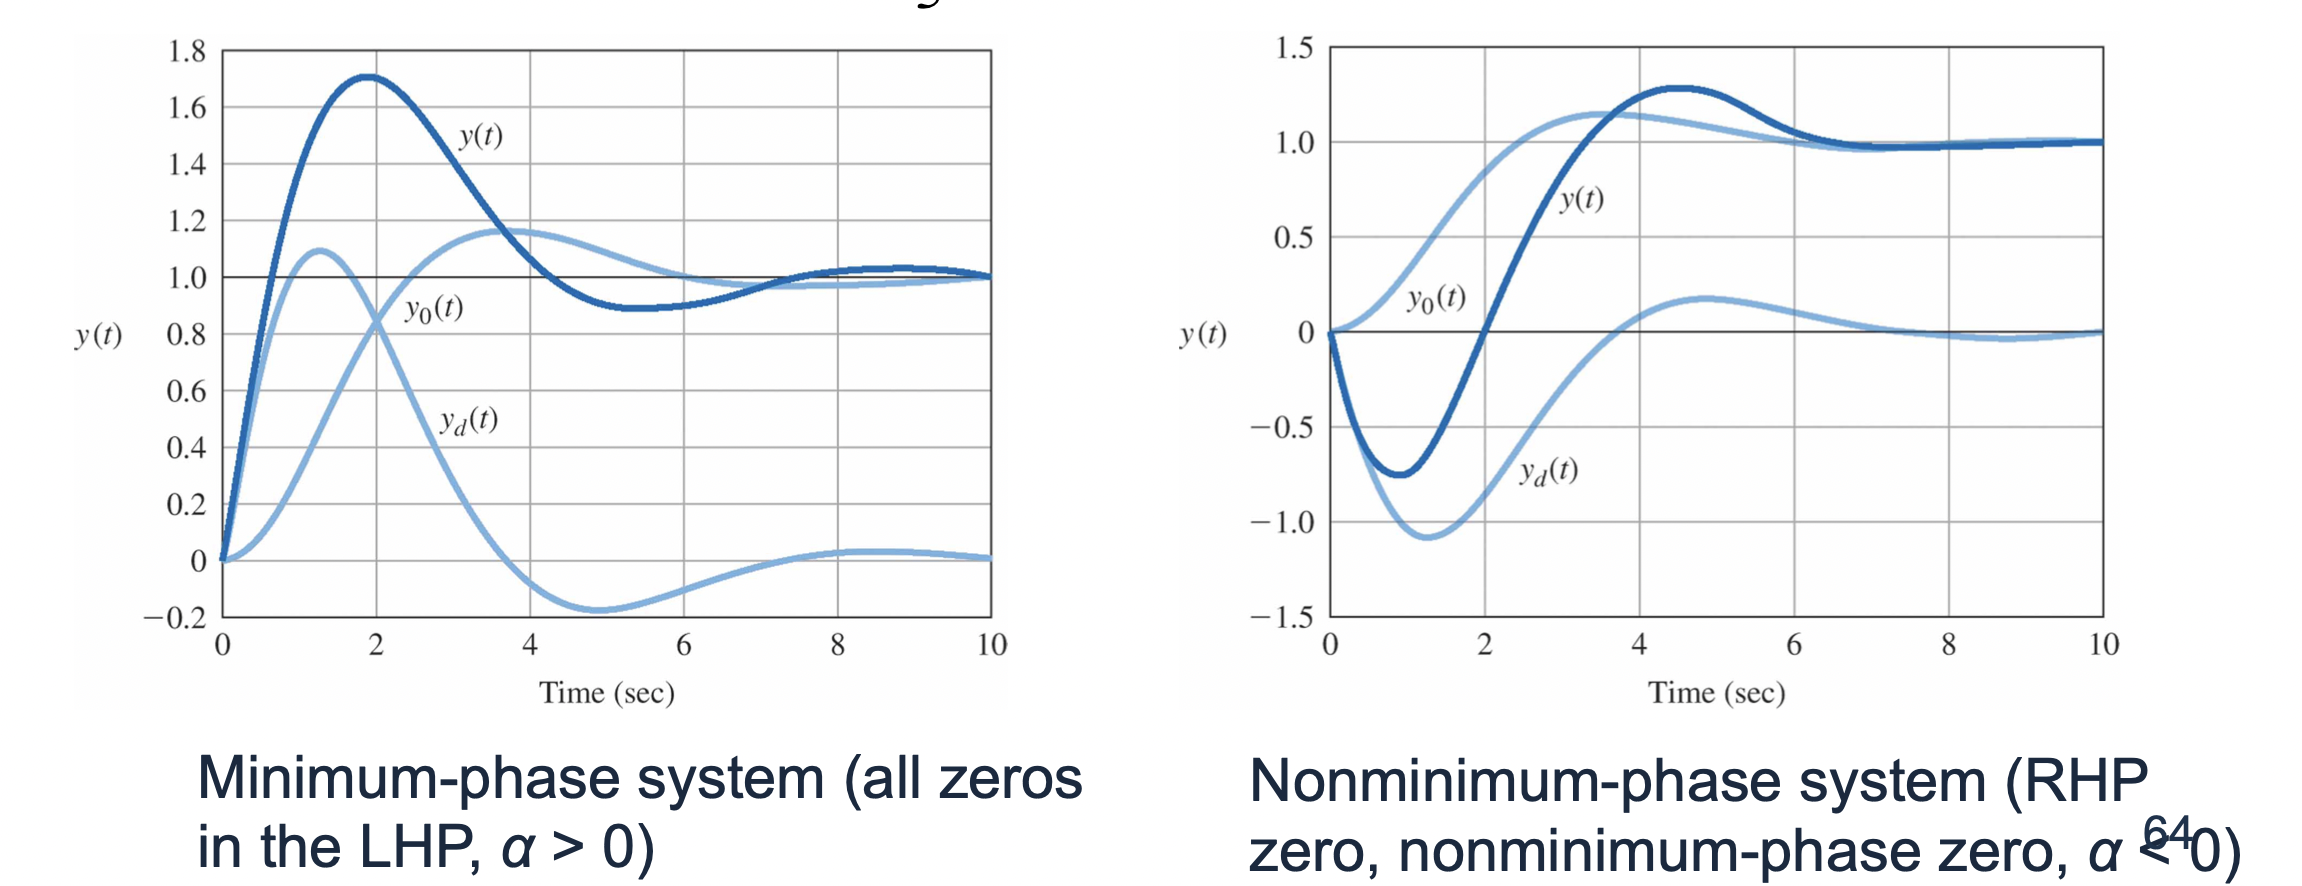 1.8
1.6
1.4
1.2
1.0
0.8
0.6
0.4
0.2
0
−0.2
y(t)
y(t)
y₀(t)
y_d(t)
0 2 4 6 8 10
Time (sec)
1.5
1.0
0.5
0
−0.5
−1.0
−1.5
y(t)
y(t)
y₀(t)
y_d(t)
0 2 4 6 8 10
Time (sec)
Minimum-phase system (all zeros
in the LHP, α > 0)
Nonminimum-phase system (RHP
zero, nonminimum-phase zero, α < 0)
64